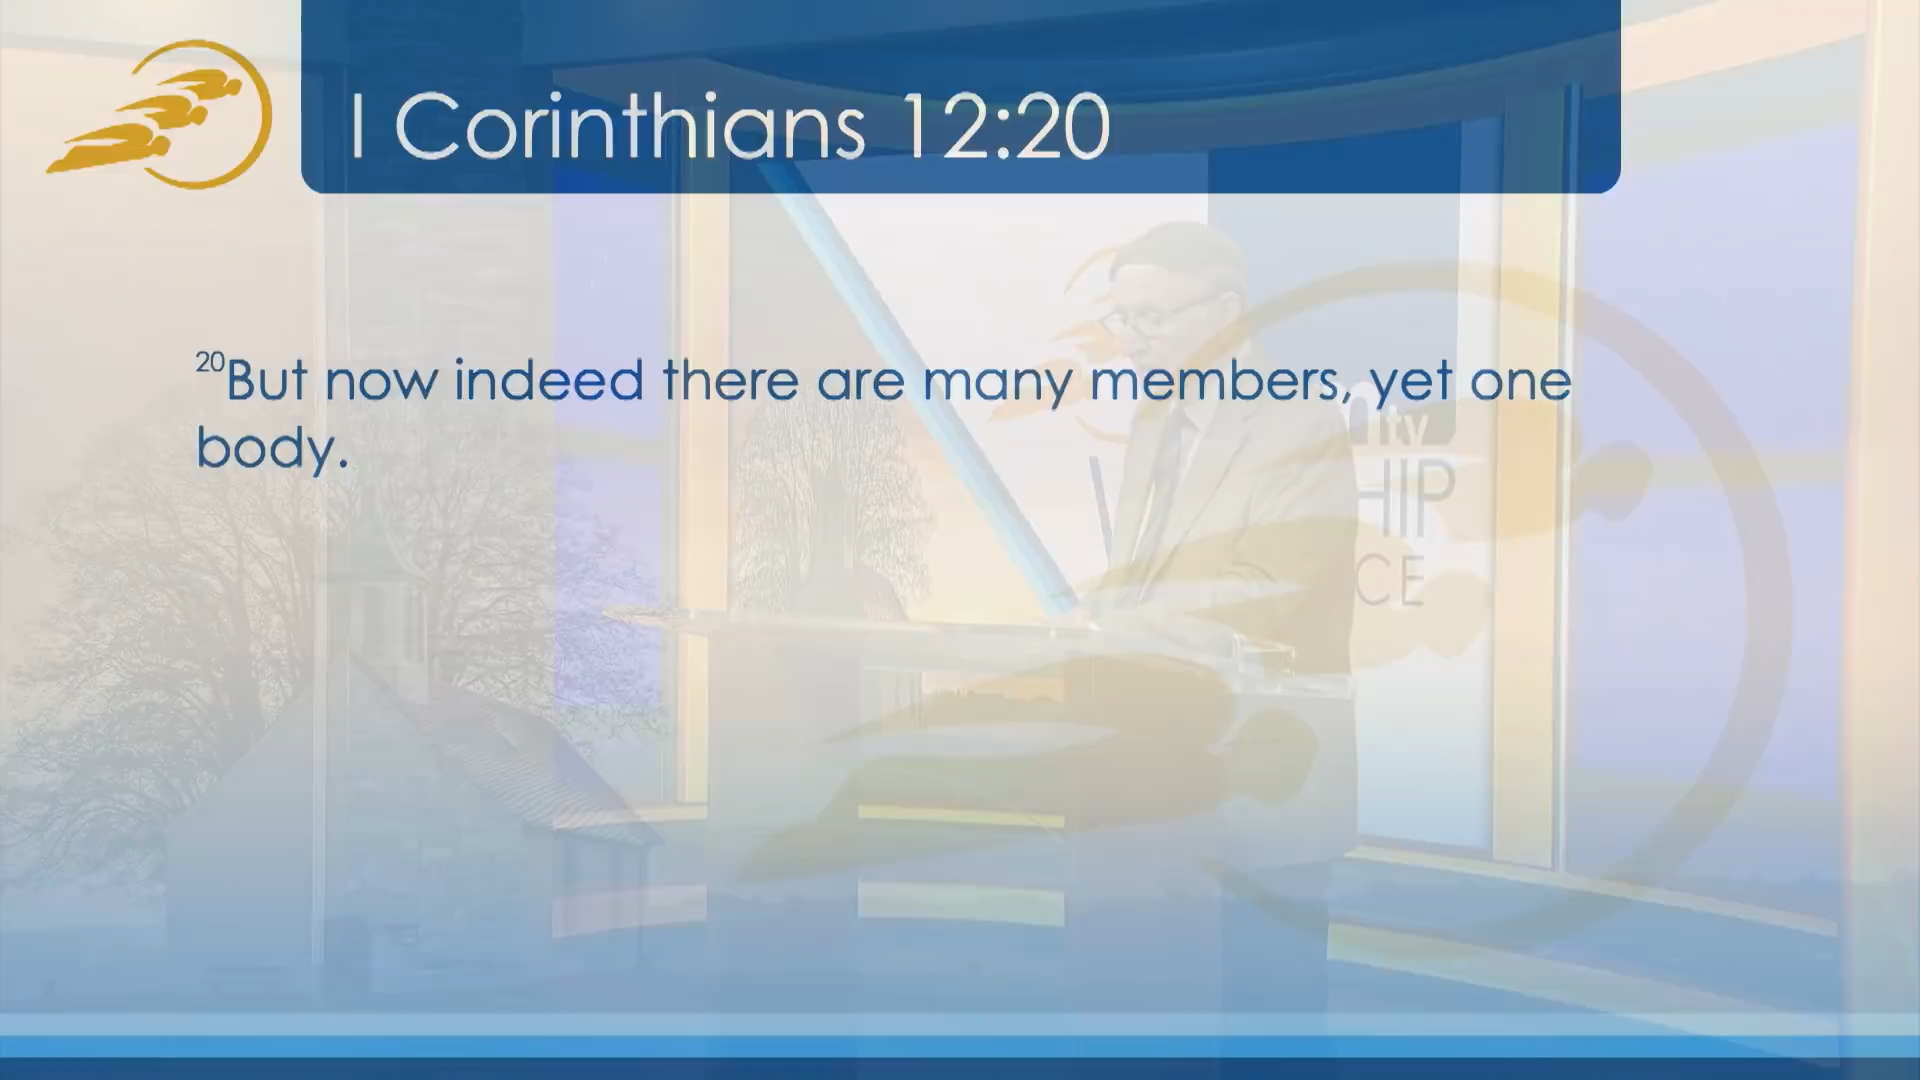 I Corinthians 12:20
20But now indeed there are many members, yet one
body.